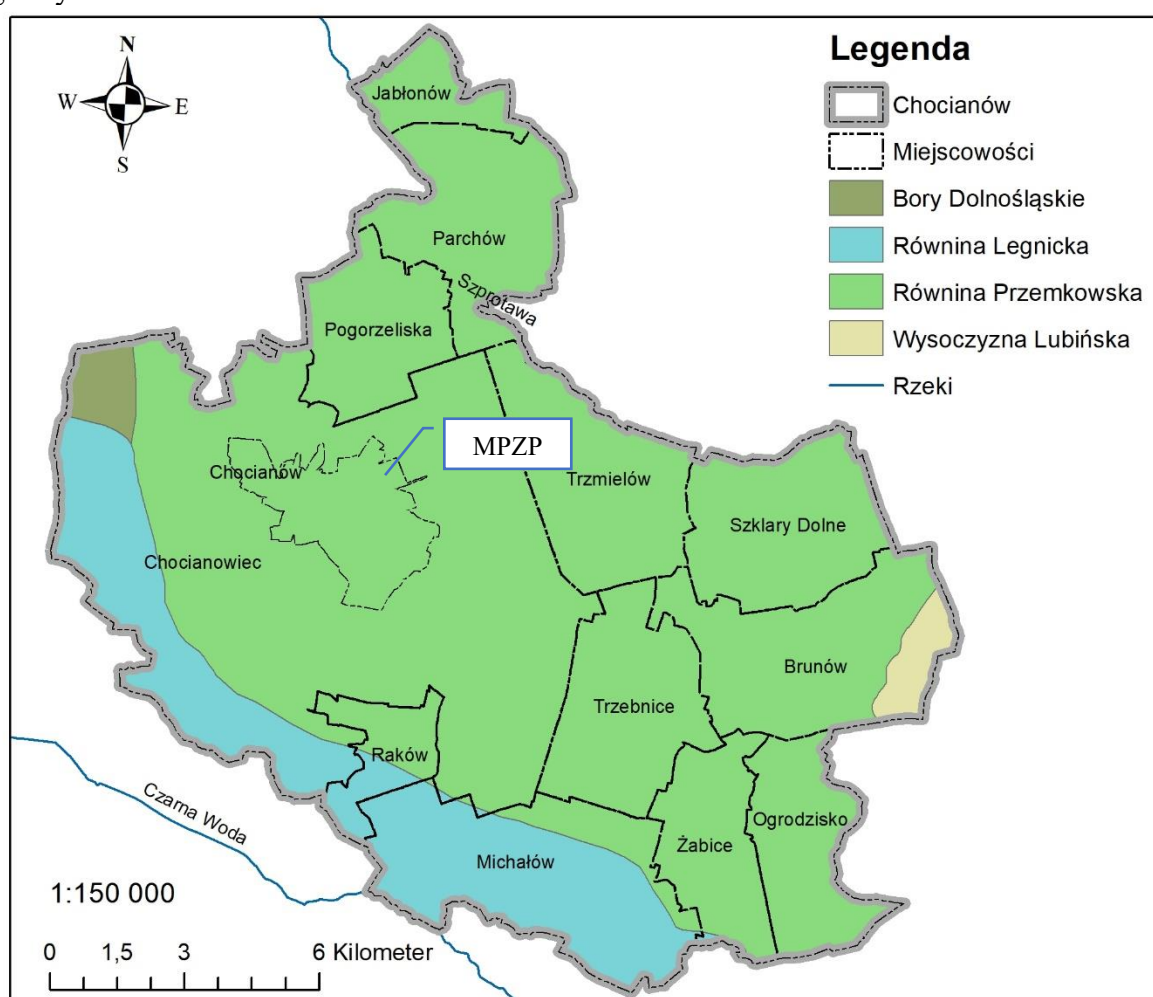 N
W
E
S
Legenda
Chocianów
Miejscowości
Bory Dolnośląskie
Równina Legnicka
Równina Przemkowska
Wysoczyzna Lubińska
Rzeki
Jabłonów
Parchów
Szprotawa
Pogorzeliska
MPZP
Chocianów
Trzmielów
Szklary Dolne
Chocianowiec
Brunów
Trzebnice
Raków
Czarna Woda
Ogrodzisko
Żabice
Michałów
1:150 000
0 1,5 3 6 Kilometer